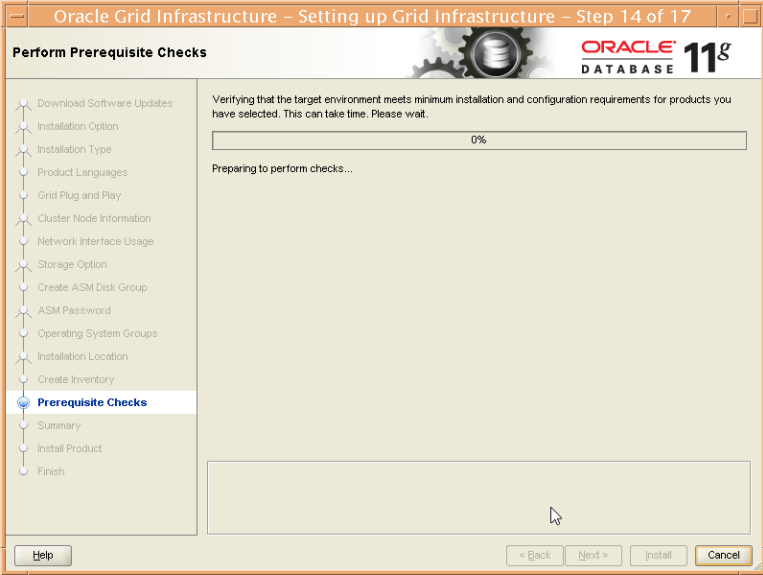 Oracle Grid Infrastructure – Setting up Grid Infrastructure – Step 14 of 17
Perform Prerequisite Checks
ORACLE
DATABASE
11g
Download Software Updates
Installation Option
Installation Type
Product Languages
Grid Plug and Play
Cluster Node Information
Network Interface Usage
Storage Option
Create ASM Disk Group
ASM Password
Operating System Groups
Installation Location
Create Inventory
Prerequisite Checks
Summary
Install Product
Finish
Verifying that the target environment meets minimum installation and configuration requirements for products you
have selected. This can take time. Please wait.
0%
Preparing to perform checks...
Help
< Back
Next >
Install
Cancel